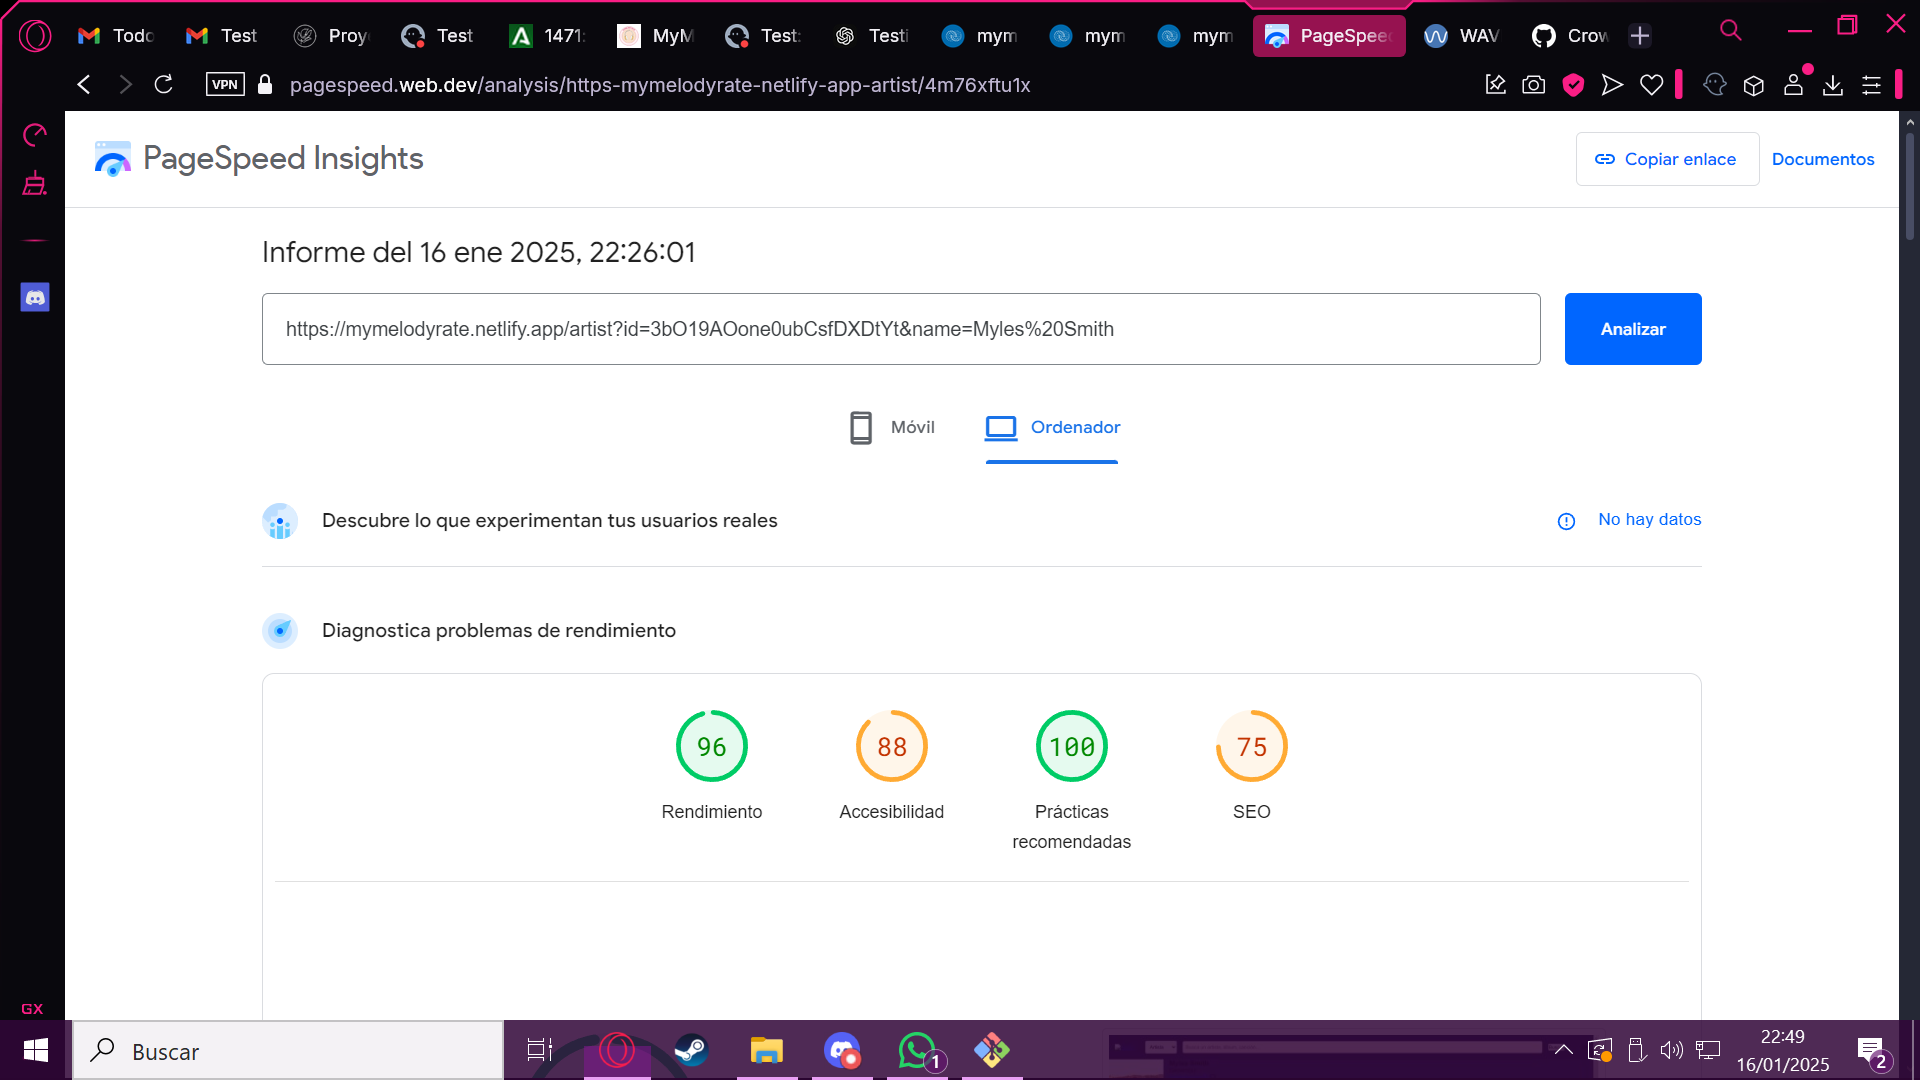 Todo
Test
Proye
Test
1471:
MyM
Test:
Testi
mym
mym
mym
PageSpeed
WAV
Crow
VPN
pagespeed.web.dev/analysis/https-mymelodyrate-netlify-app-artist/4m76xftu1x
PageSpeed Insights
Copiar enlace
Documentos
Informe del 16 ene 2025, 22:26:01
https://mymelodyrate.netlify.app/artist?id=3bO19AOone0ubCsfDXDtYt&name=Myles%20Smith
Analizar
Móvil
Ordenador
Descubre lo que experimentan tus usuarios reales
No hay datos
Diagnostica problemas de rendimiento
96
88
100
75
Rendimiento
Accesibilidad
Prácticas
recomendadas
SEO
GX
Buscar
1
22:49
16/01/2025
2